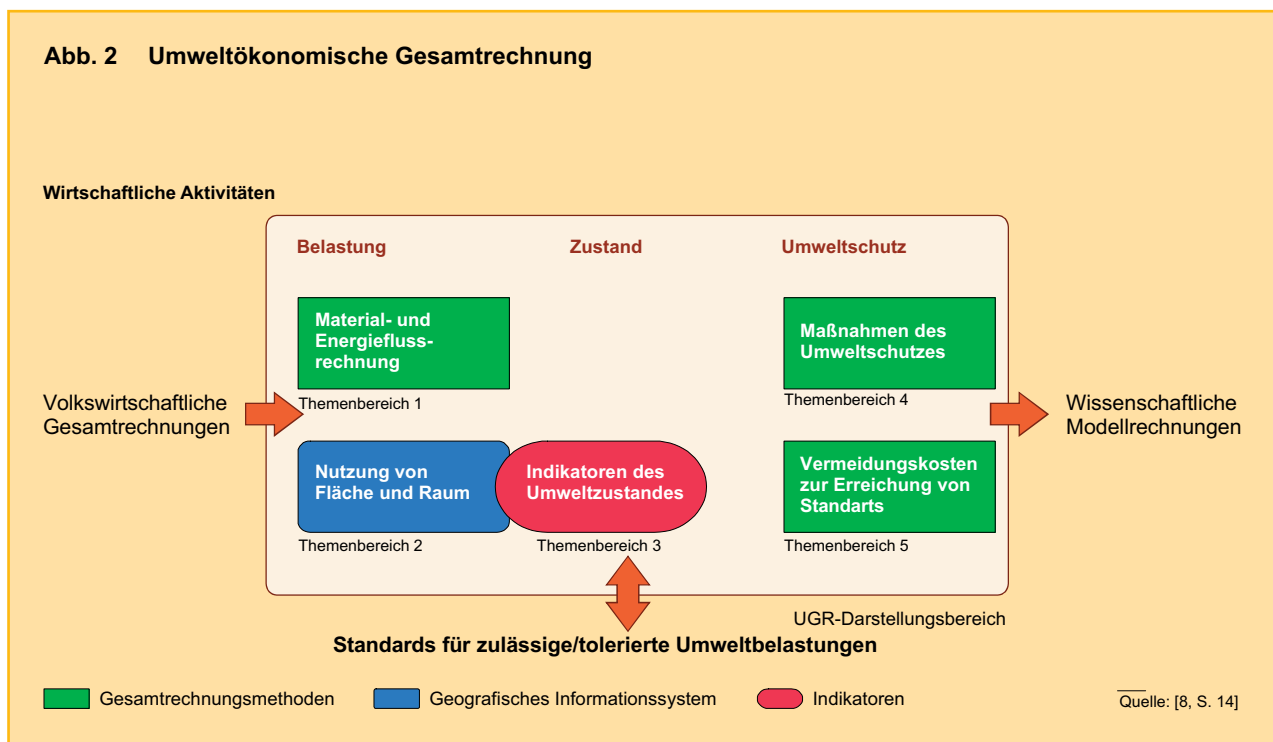 Abb. 2 Umweltökonomische Gesamtrechnung
Wirtschaftliche Aktivitäten
Belastung
Zustand
Umweltschutz
Material- und
Energiefluss-
rechnung
Themenbereich 1
Maßnahmen des
Umweltschutzes
Themenbereich 4
Volkswirtschaftliche
Gesamtrechnungen
Wissenschaftliche
Modellrechnungen
Nutzung von
Fläche und Raum
Themenbereich 2
Indikatoren des
Umweltzustandes
Themenbereich 3
Vermeidungskosten
zur Erreichung von
Standarts
Themenbereich 5
UGR-Darstellungsbereich
Standards für zulässige/tolerierte Umweltbelastungen
Gesamtrechnungsmethoden
Geografisches Informationssystem
Indikatoren
Quelle: [8, S. 14]